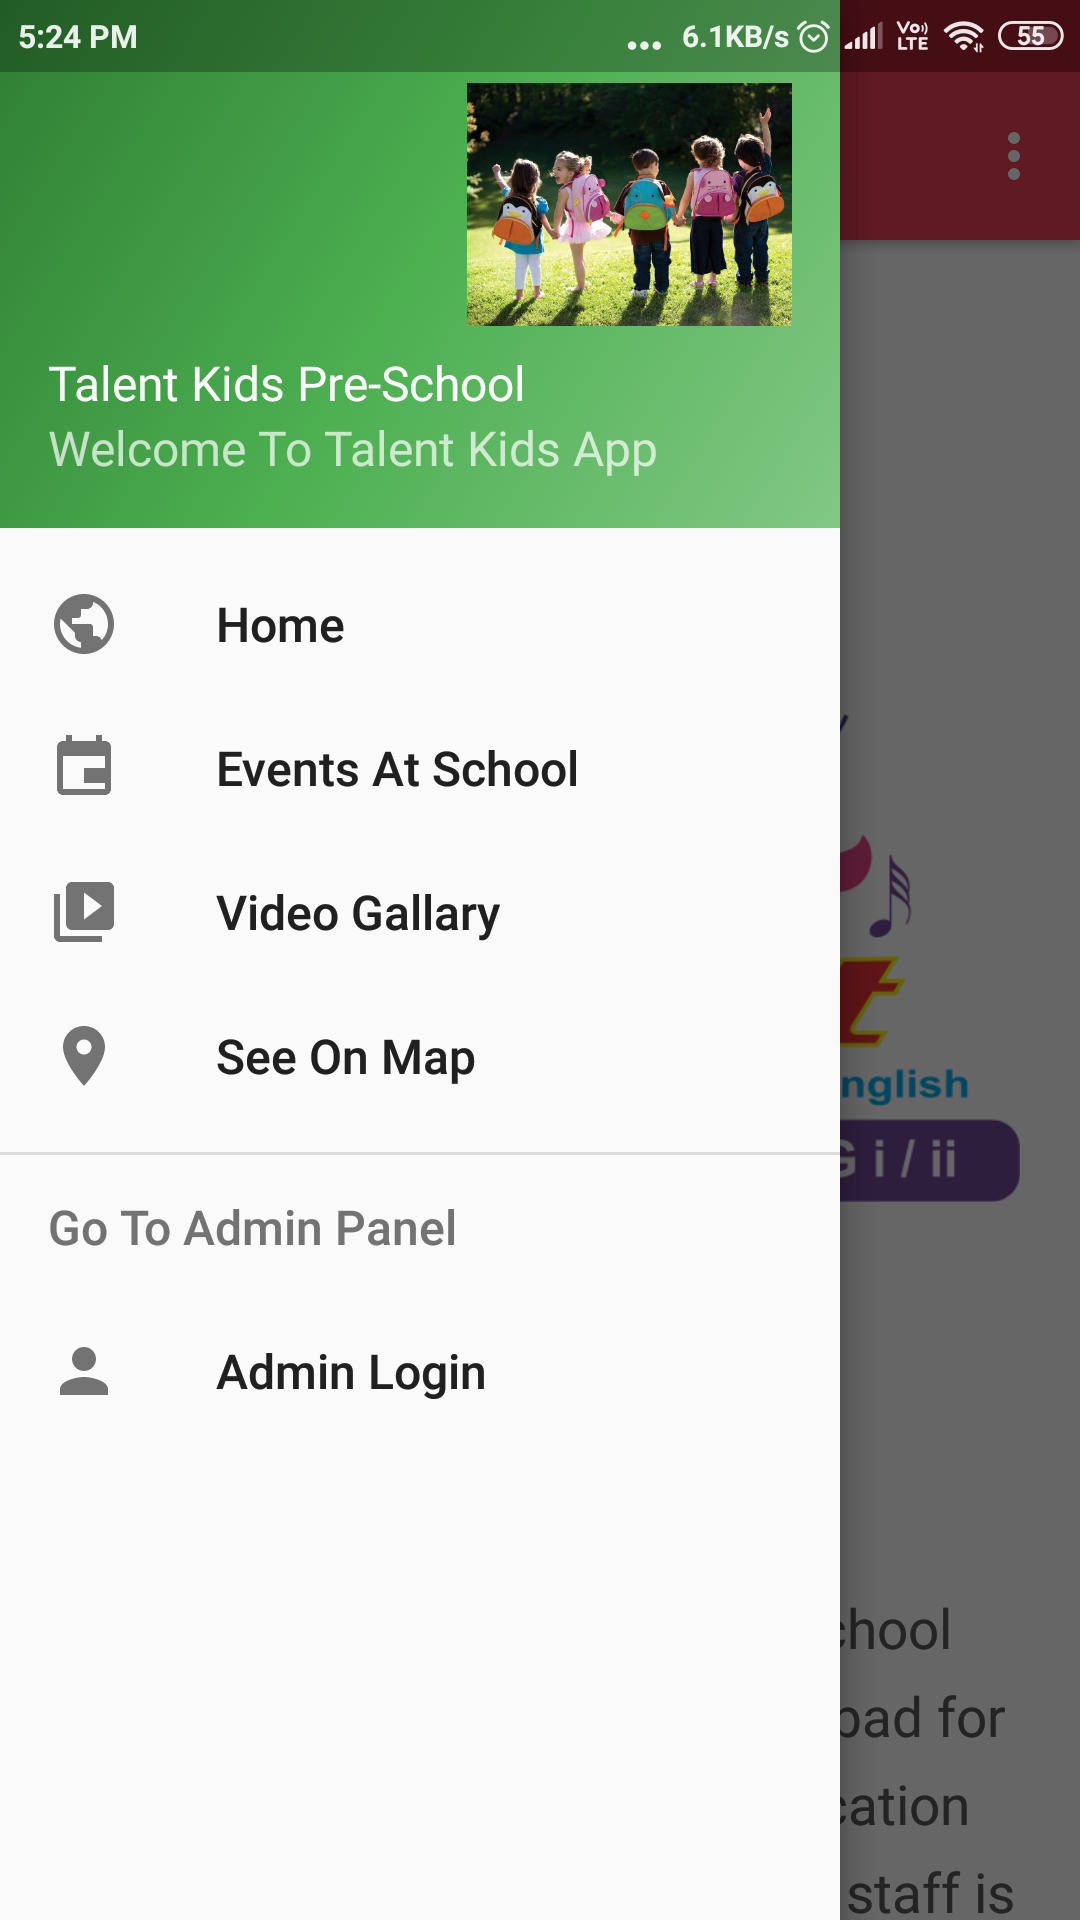 5:24 PM
... 6.1KB/s
Vo)) LTE
55
Talent Kids Pre-School
Welcome To Talent Kids App
Home
Events At School
Video Gallary
See On Map
Go To Admin Panel
Admin Login
t
nglish
G i / ii
chool
pad for
cation
staff is